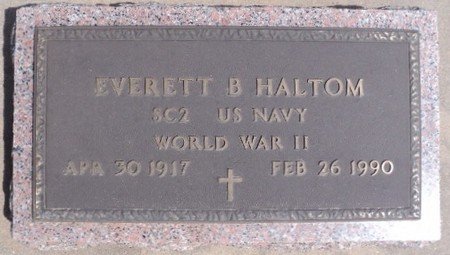 EVERETT B HALTOM
SC2 US NAVY
WORLD WAR II
APR 30 1917 FEB 26 1990